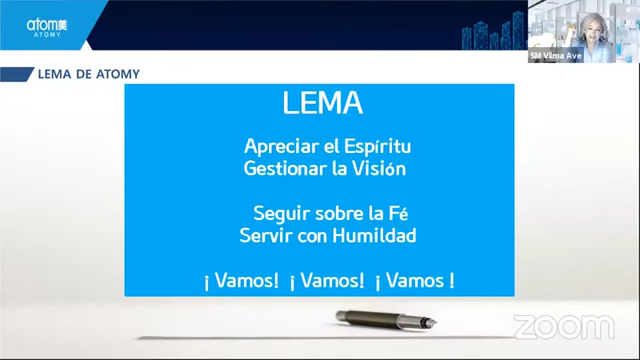 atom美
ATOMY
SM Vilma Ave
LEMA DE ATOMY
LEMA
Apreciar el Espíritu
Gestionar la Visión
Seguir sobre la Fé
Servir con Humildad
¡ Vamos! ¡ Vamos! ¡ Vamos !
zoom